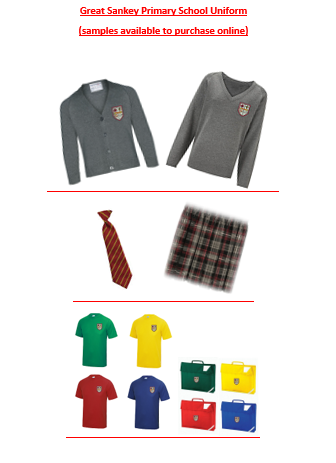 Great Sankey Primary School Uniform
(samples available to purchase online)